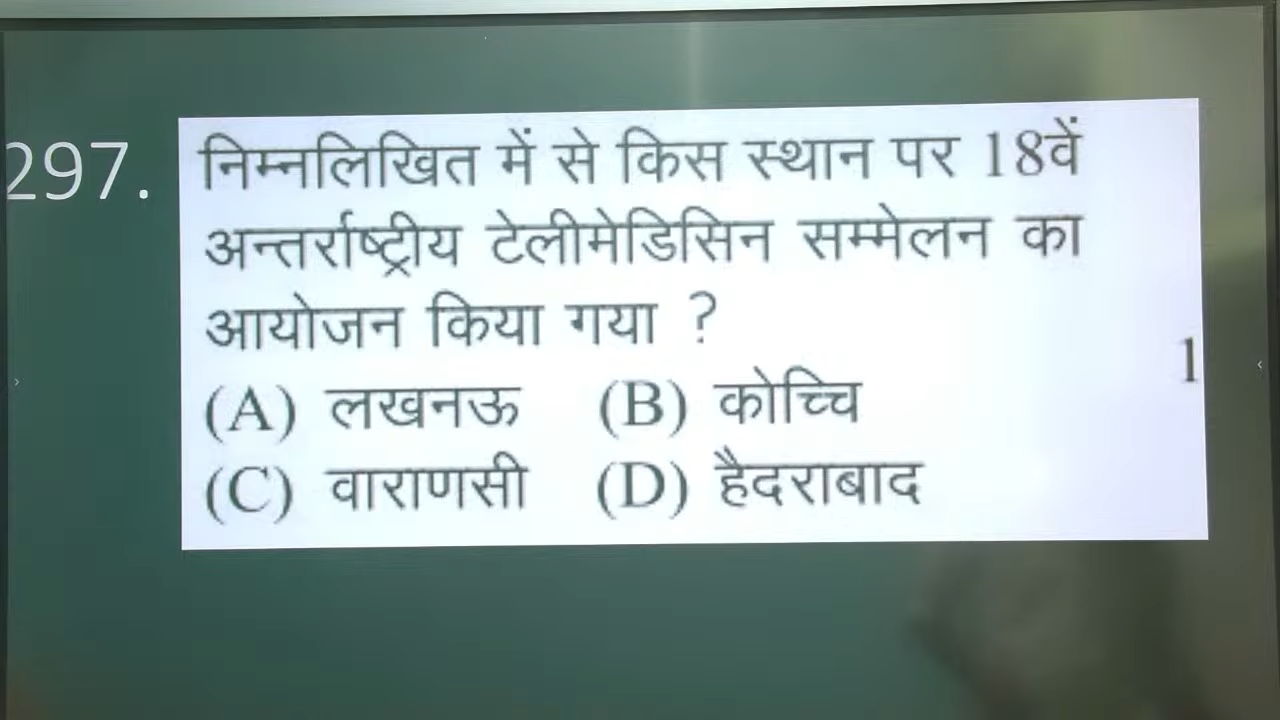 297.
निम्नलिखित में से किस स्थान पर 18वें
अन्तर्राष्ट्रीय टेलीमेडिसिन सम्मेलन का
आयोजन किया गया ?
(A) लखनऊ (B) कोच्चि
(C) वाराणसी (D) हैदराबाद
1